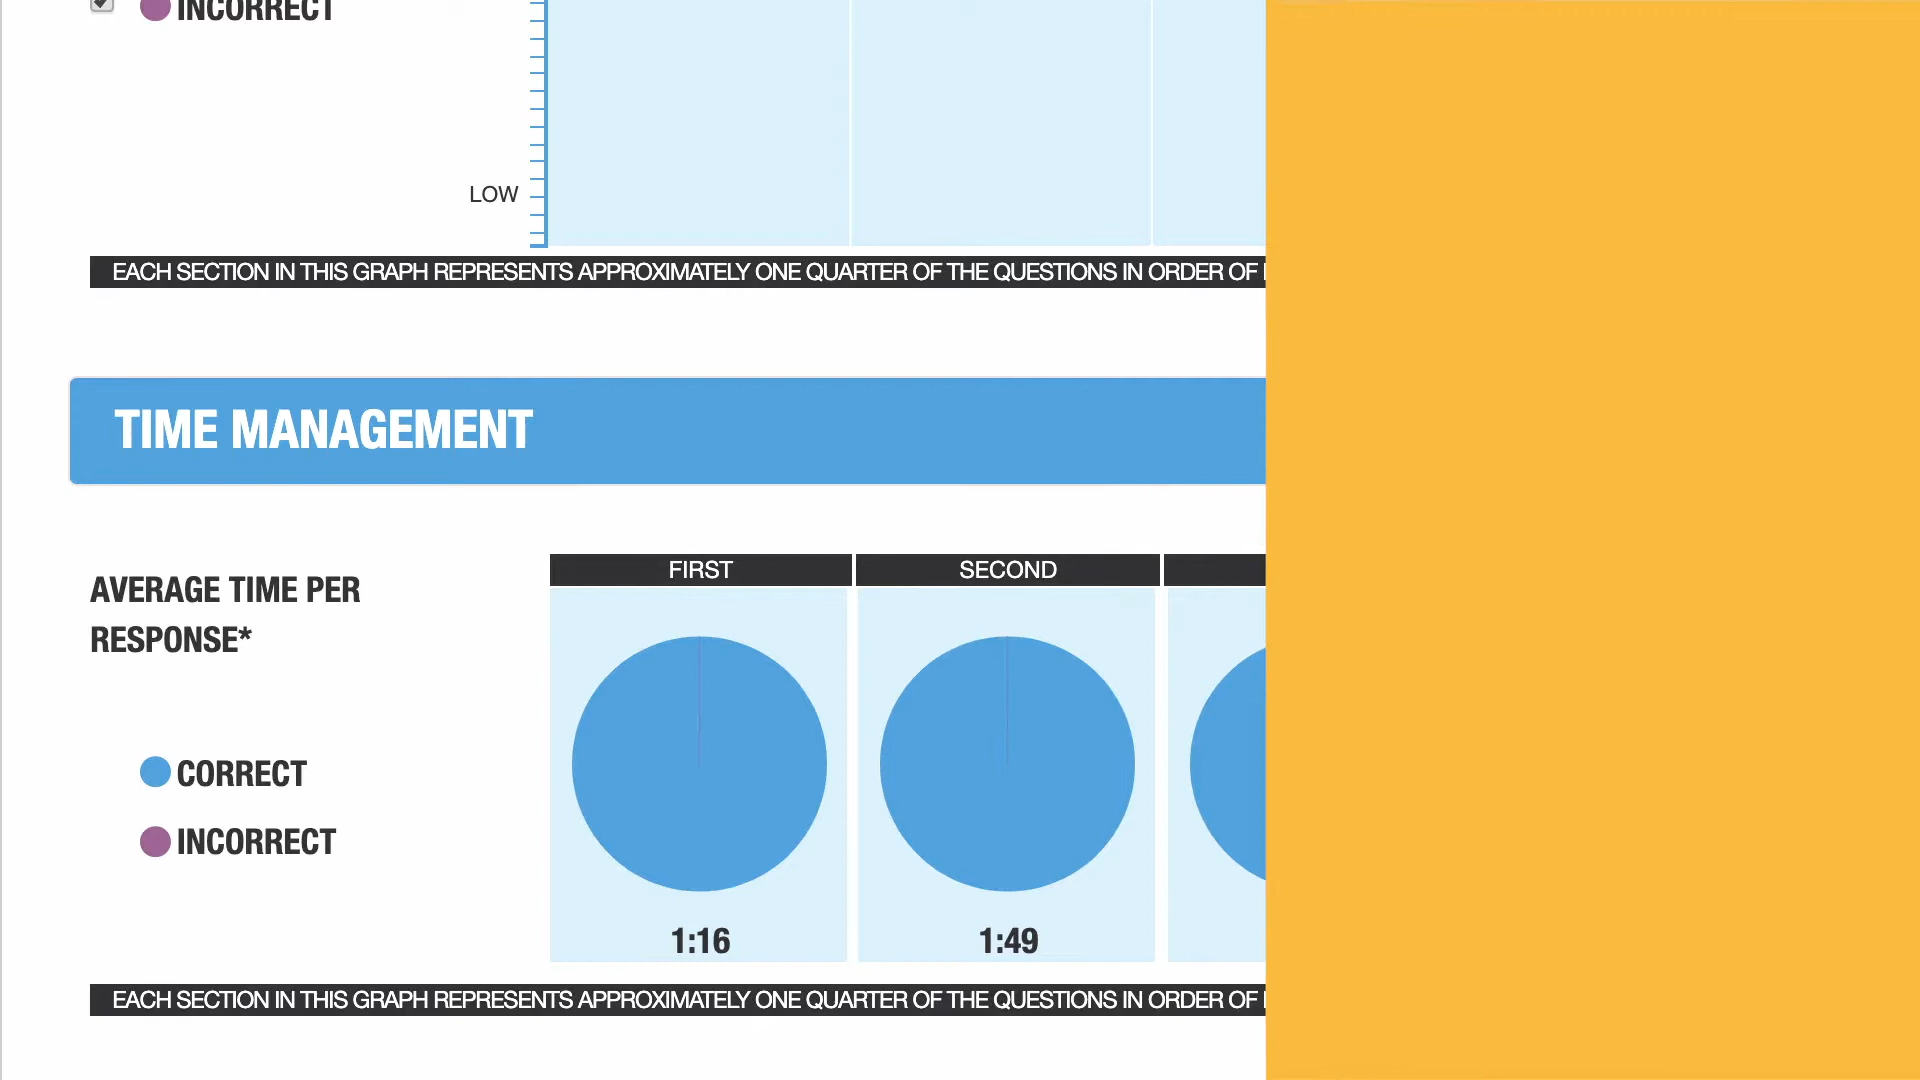 INCORRECT
LOW
EACH SECTION IN THIS GRAPH REPRESENTS APPROXIMATELY ONE QUARTER OF THE QUESTIONS IN ORDER OF
TIME MANAGEMENT
FIRST SECOND
AVERAGE TIME PER
RESPONSE*
CORRECT
INCORRECT
1:16 1:49
EACH SECTION IN THIS GRAPH REPRESENTS APPROXIMATELY ONE QUARTER OF THE QUESTIONS IN ORDER OF